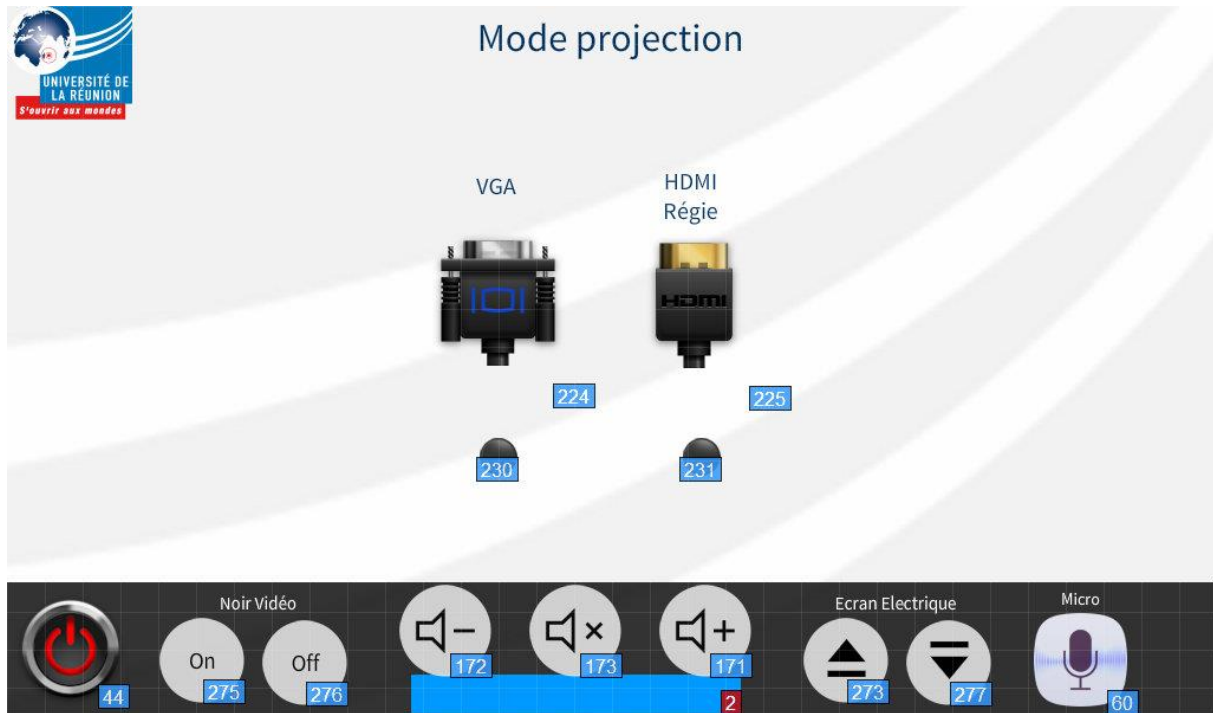 UNIVERSITÉ DE
LA RÉUNION
S'ouvrir aux mondes
Mode projection
VGA
HDMI
Régie
HDMI
224
225
230
231
Noir Vidéo
Ecran Electrique
Micro
On
Off
44
275
276
172
173
171
2
273
277
60